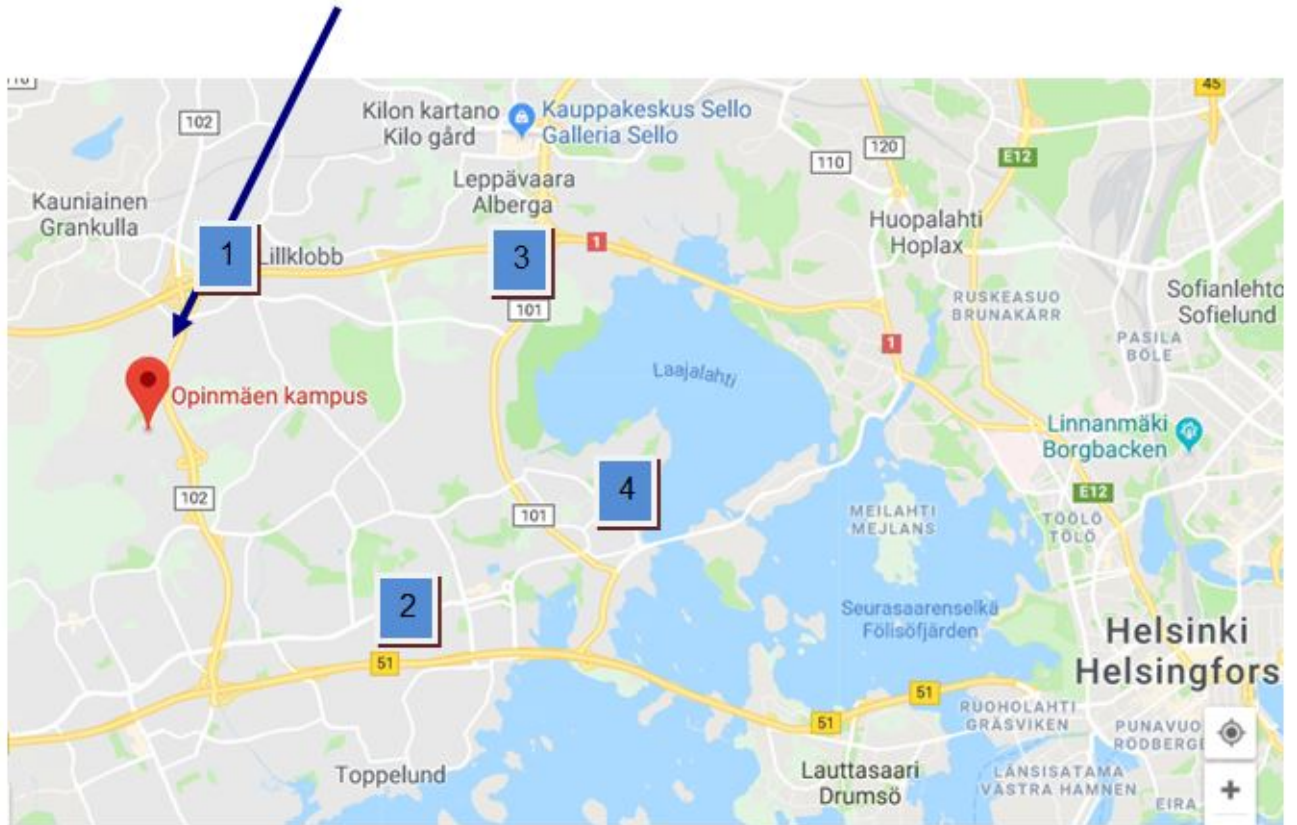 45
102
Kilon kartano
Kilo gård
Kauppakeskus Sello
Galleria Sello
120
110
E12
Leppävaara
Alberga
Kauniainen
Grankulla
Huopalahti
Hoplax
1
Lillklobb
3
1
101
RUSKEASUO
BRUNAKÄRR
Sofianlehto
Sofielund
PASILA
BÖLE
1
Laajalahti
Opinmäen kampus
Linnanmäki
Borgbacken
102
4
101
E12
MEILAHTI
MEJLANS
TÖÖLÖ
TÖLÖ
2
Seurasaarenselkä
Fölisöfjärden
Helsinki
Helsingfors
51
51
51
RUOHOLAHTI
GRÄSVIKEN
PUNAVUO
RÖDBERGE
Toppelund
Lauttasaari
Drumsö
LÄNSISATAMA
VÄSTRA HAMNEN
EIRA
+